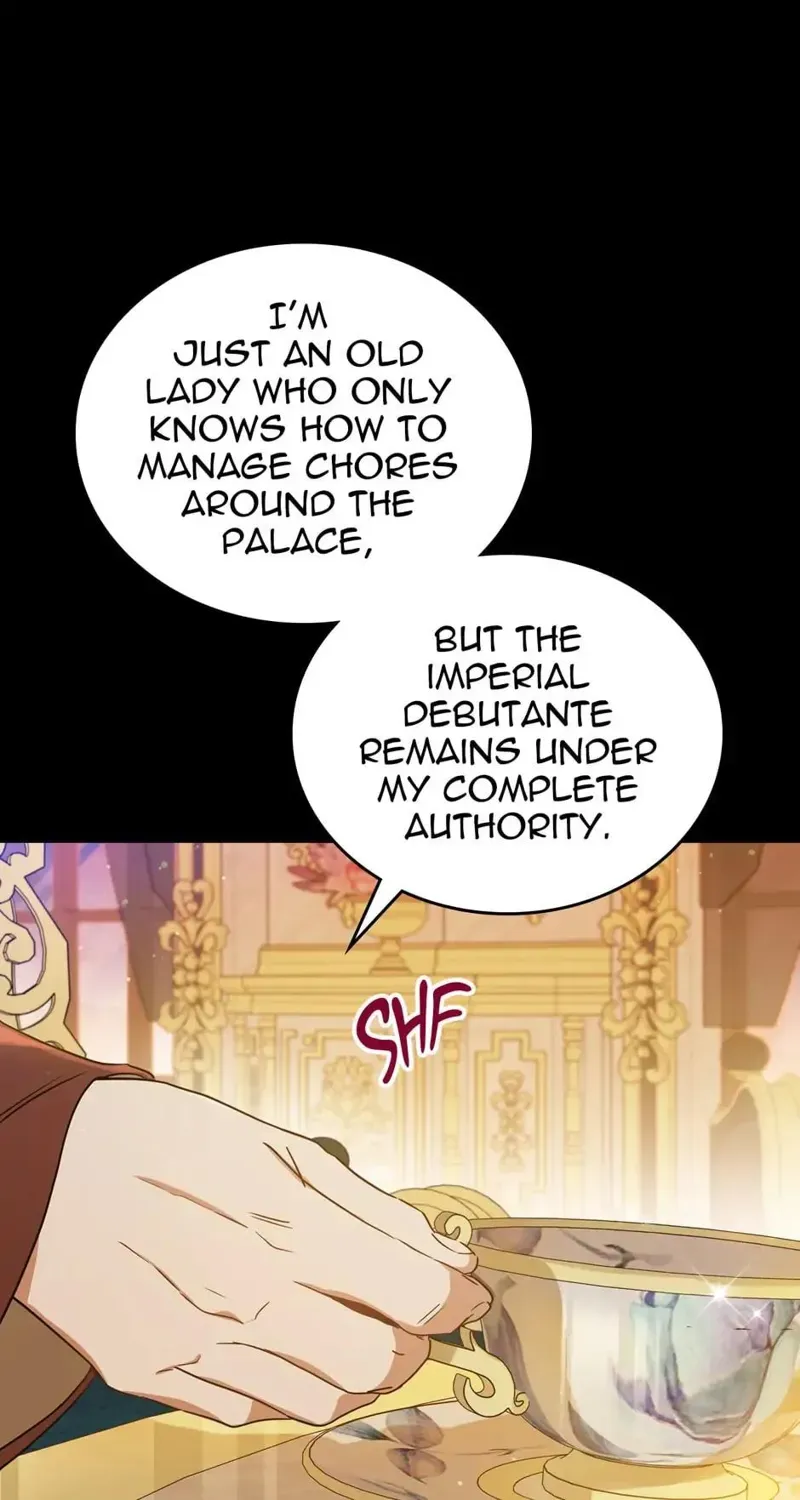 I'M
JUST AN OLD
LADY WHO ONLY
KNOWS HOW TO
MANAGE CHORES
AROUND THE
PALACE,
BUT THE
IMPERIAL
DEBUTANTE
REMAINS UNDER
MY COMPLETE
AUTHORITY.
SHF